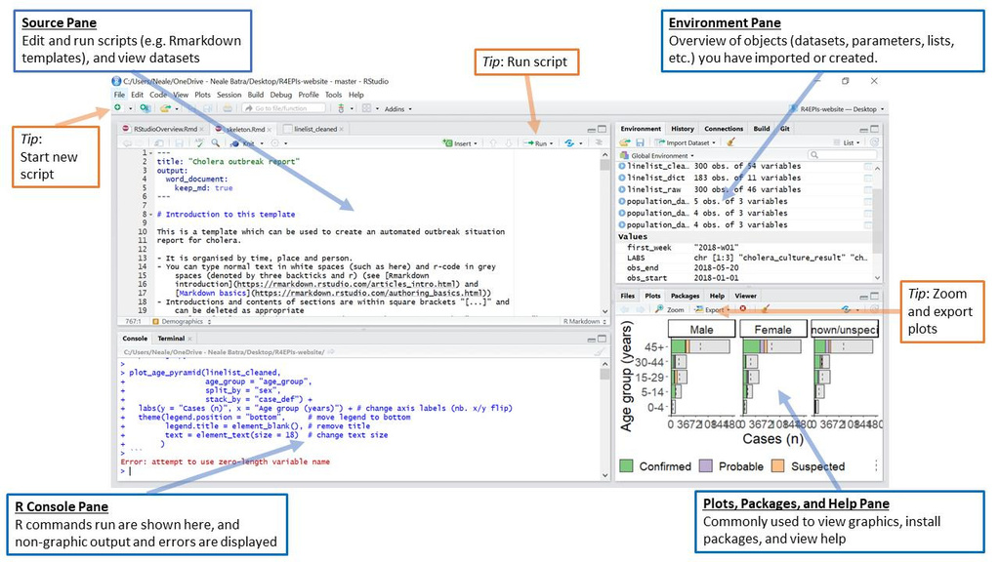 Source Pane
Edit and run scripts (e.g. Rmarkdown
templates), and view datasets
Environment Pane
Overview of objects (datasets, parameters, lists,
etc.) you have imported or created.
Tip: Run script
Tip:
Start new
script
C:/Users/Neale/OneDrive - Neale Batra/Desktop/R4EPIs-website - master - RStudio
File Edit Code View Plots Session Build Debug Profile Tools Help
Go to file/function Addins
R4EPIs-website — Desktop
RStudioOverview.Rmd skeleton.Rmd linelist_cleaned
Knit Insert Run
1 ---
2 title: "Cholera outbreak report"
3 output:
4 word_document:
5 keep_md: true
6 ---
7
8 # Introduction to this template
9
10 This is a template which can be used to create an automated outbreak situation
11 report for cholera.
12
13 - It is organised by time, place and person.
14 - You can type normal text in white spaces (such as here) and r-code in grey
15 spaces (denoted by three backticks and r) (see [Rmarkdown
16 introduction](https://rmarkdown.rstudio.com/articles_intro.html) and
17 [Markdown basics](https://rmarkdown.rstudio.com/authoring_basics.html))
18 - Introductions and contents of sections are within square brackets "[...]" and
19 can be deleted as appropriate
767:1 Demographics R Markdown
Console Terminal
C:/Users/Neale/OneDrive - Neale Batra/Desktop/R4EPIs-website/
>
> plot_age_pyramid(linelist_cleaned,
+ age_group = "age_group",
+ split_by = "sex",
+ stack_by = "case_def") +
+ labs(y = "Cases (n)", x = "Age group (years)") + # change axis labels (nb. x/y flip)
+ theme(legend.position = "bottom", # move legend to bottom
+ legend.title = element_blank(), # remove title
+ text = element_text(size = 18) # change text size
+ )
> ```
Error: attempt to use zero-length variable name
>
Environment History Connections Build Git
Import Dataset List
Global Environment
linelist_clea… 300 obs. of 54 variables
linelist_dict 183 obs. of 11 variables
linelist_raw 300 obs. of 46 variables
population_da… 5 obs. of 3 variables
population_da… 4 obs. of 3 variables
population_da… 4 obs. of 3 variables
Values
first_week "2018-W01"
LABS chr [1:3] "cholera_culture_result" "ch…
obs_end 2018-05-20
obs_start 2018-01-01
Files Plots Packages Help Viewer
Zoom Export
Tip: Zoom
and export
plots
Male Female nown/unspeci
Age group (years)
45+
30-44
15-29
5-14
0-4
Cases (n)
Confirmed Probable Suspected
R Console Pane
R commands run are shown here, and
non-graphic output and errors are displayed
Plots, Packages, and Help Pane
Commonly used to view graphics, install
packages, and view help